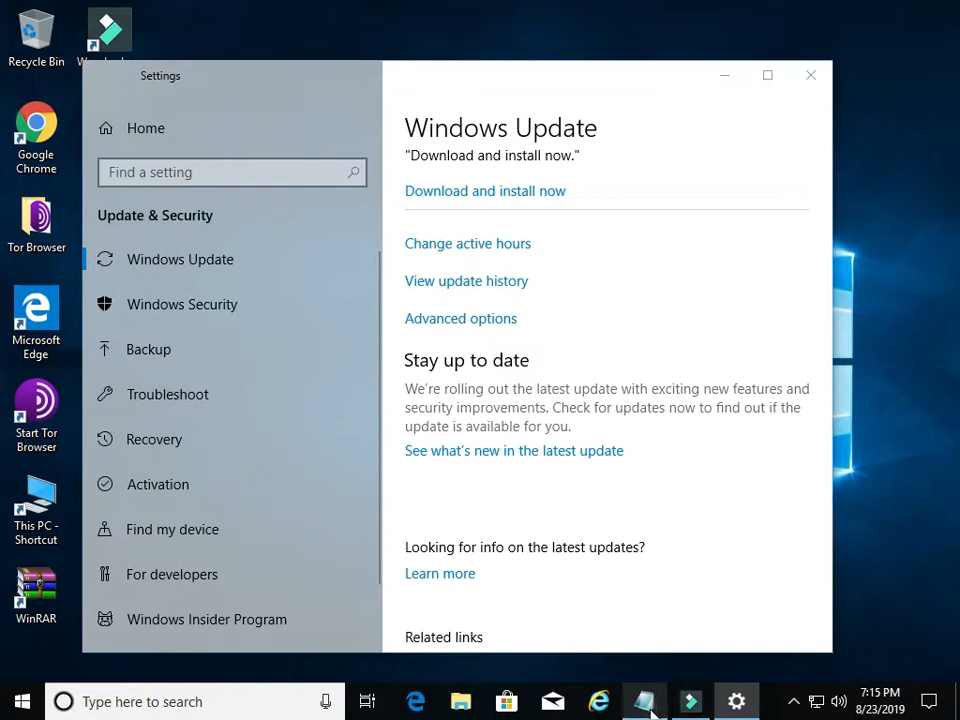 Recycle Bin
Settings
Home
Find a setting
Update & Security
Windows Update
Windows Security
Backup
Troubleshoot
Recovery
Activation
Find my device
For developers
Windows Insider Program
Windows Update
"Download and install now."
Download and install now
Change active hours
View update history
Advanced options
Stay up to date
We're rolling out the latest update with exciting new features and
security improvements. Check for updates now to find out if the
update is available for you.
See what's new in the latest update
Looking for info on the latest updates?
Learn more
Related links
Google
Chrome
Tor Browser
Microsoft
Edge
Start Tor
Browser
This PC -
Shortcut
WinRAR
Type here to search
7:15 PM
8/23/2019